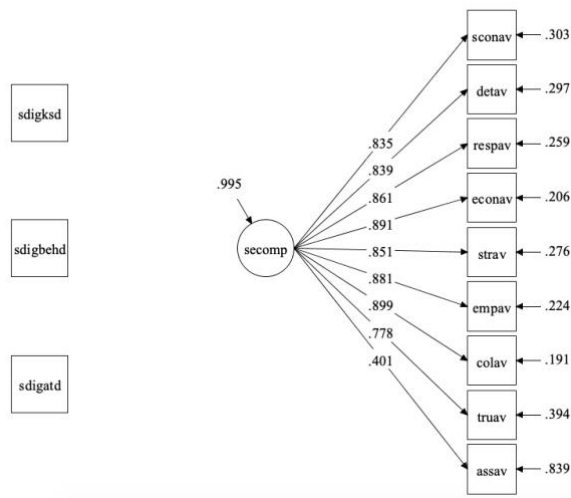 sconav .303
detav .297
sdigksd
.835
respav .259
.839
.995
.861
econav .206
.891
sdigbehd
secomp
.851
strav .276
.881
empav .224
.899
.778
colav .191
.401
sdigatd
truav .394
assav .839